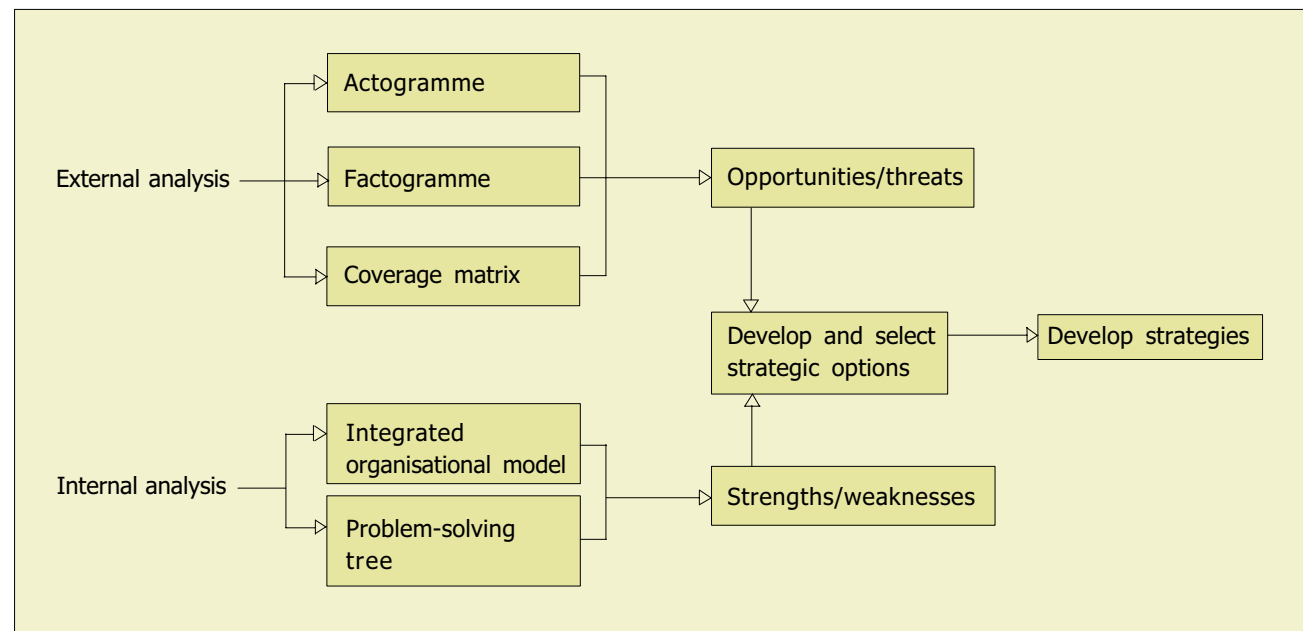 Actogramme
External analysis
Factogramme
Opportunities/threats
Coverage matrix
Develop and select
strategic options
Develop strategies
Integrated
organisational model
Internal analysis
Strengths/weaknesses
Problem-solving
tree